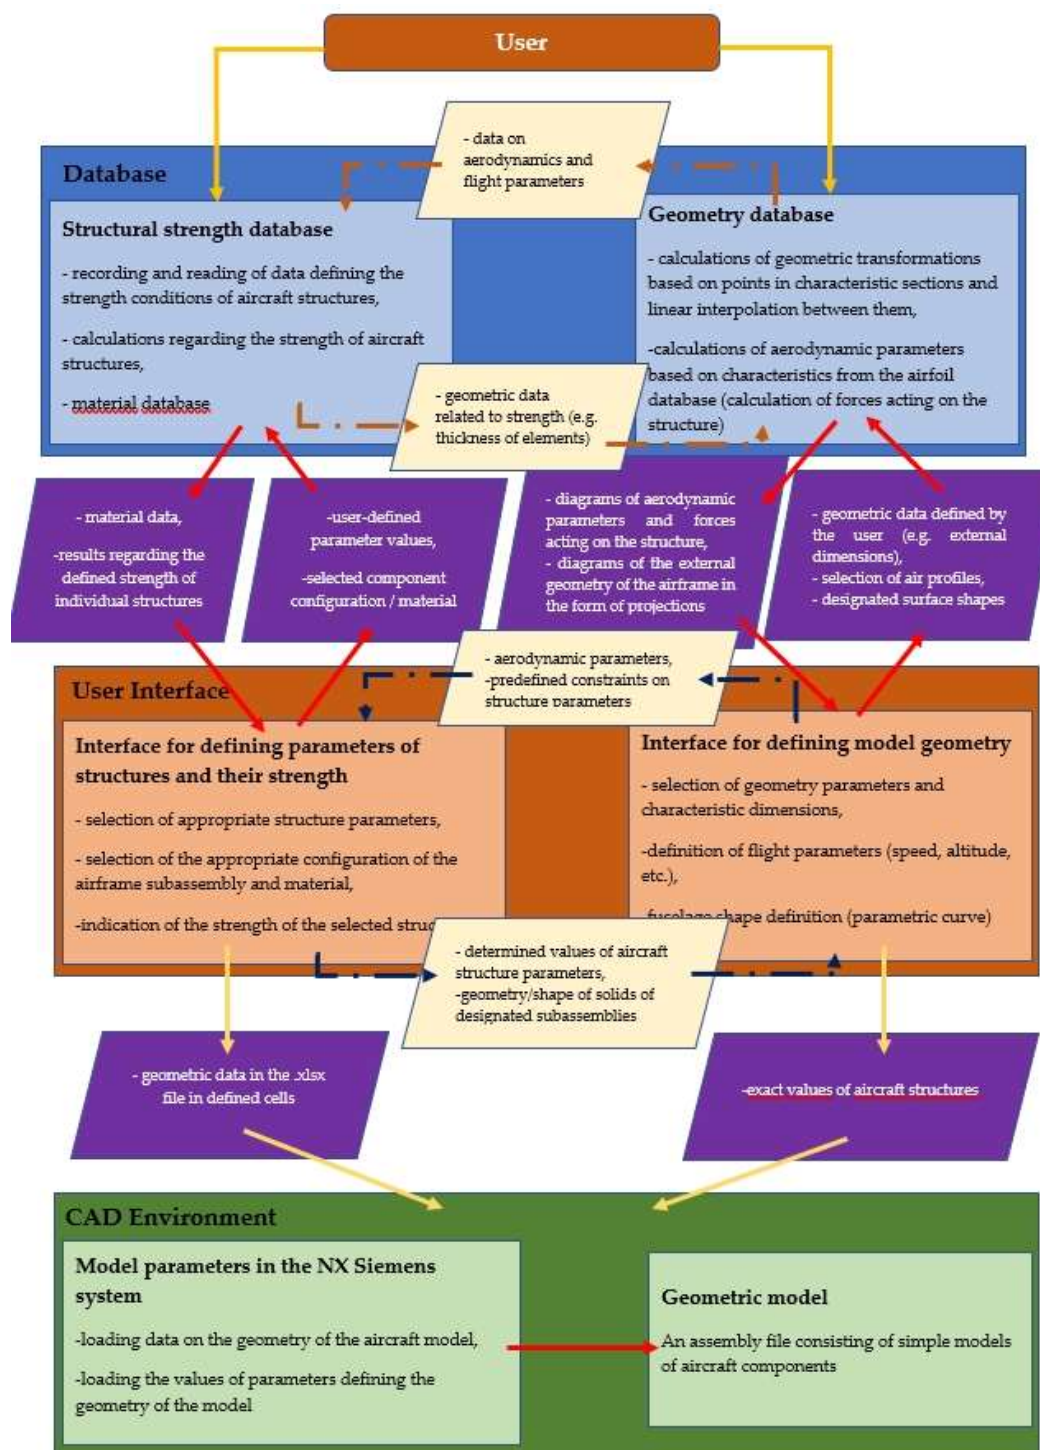 User
- data on
aerodynamics and
flight parameters
Database
Structural strength database
- recording and reading of data defining the
strength conditions of aircraft structures,
- calculations regarding the strength of aircraft
structures,
- material database
Geometry database
- calculations of geometric transformations
based on points in characteristic sections and
linear interpolation between them,
-calculations of aerodynamic parameters
based on characteristics from the airfoil
database (calculation of forces acting on the
structure)
- geometric data
related to strength (e.g.
thickness of elements)
- material data,
-results regarding the
defined strength of
individual structures
-user-defined
parameter values,
-selected component
configuration / material
- diagrams of aerodynamic
parameters and forces
acting on the structure,
- diagrams of the external
geometry of the airframe in
the form of projections
- geometric data defined by
the user (e.g. external
dimensions),
- selection of air profiles,
- designated surface shapes
- aerodynamic parameters,
-predefined constraints on
structure parameters
User Interface
Interface for defining parameters of
structures and their strength
- selection of appropriate structure parameters,
- selection of the appropriate configuration of the
airframe subassembly and material,
-indication of the strength of the selected struc
Interface for defining model geometry
- selection of geometry parameters and
characteristic dimensions,
-definition of flight parameters (speed, altitude,
etc.),
-fuselage shape definition (parametric curve)
- determined values of aircraft
structure parameters,
-geometry/shape of solids of
designated subassemblies
- geometric data in the .xlsx
file in defined cells
-exact values of aircraft structures
CAD Environment
Model parameters in the NX Siemens
system
-loading data on the geometry of the aircraft model,
-loading the values of parameters defining the
geometry of the model
Geometric model
An assembly file consisting of simple models
of aircraft components